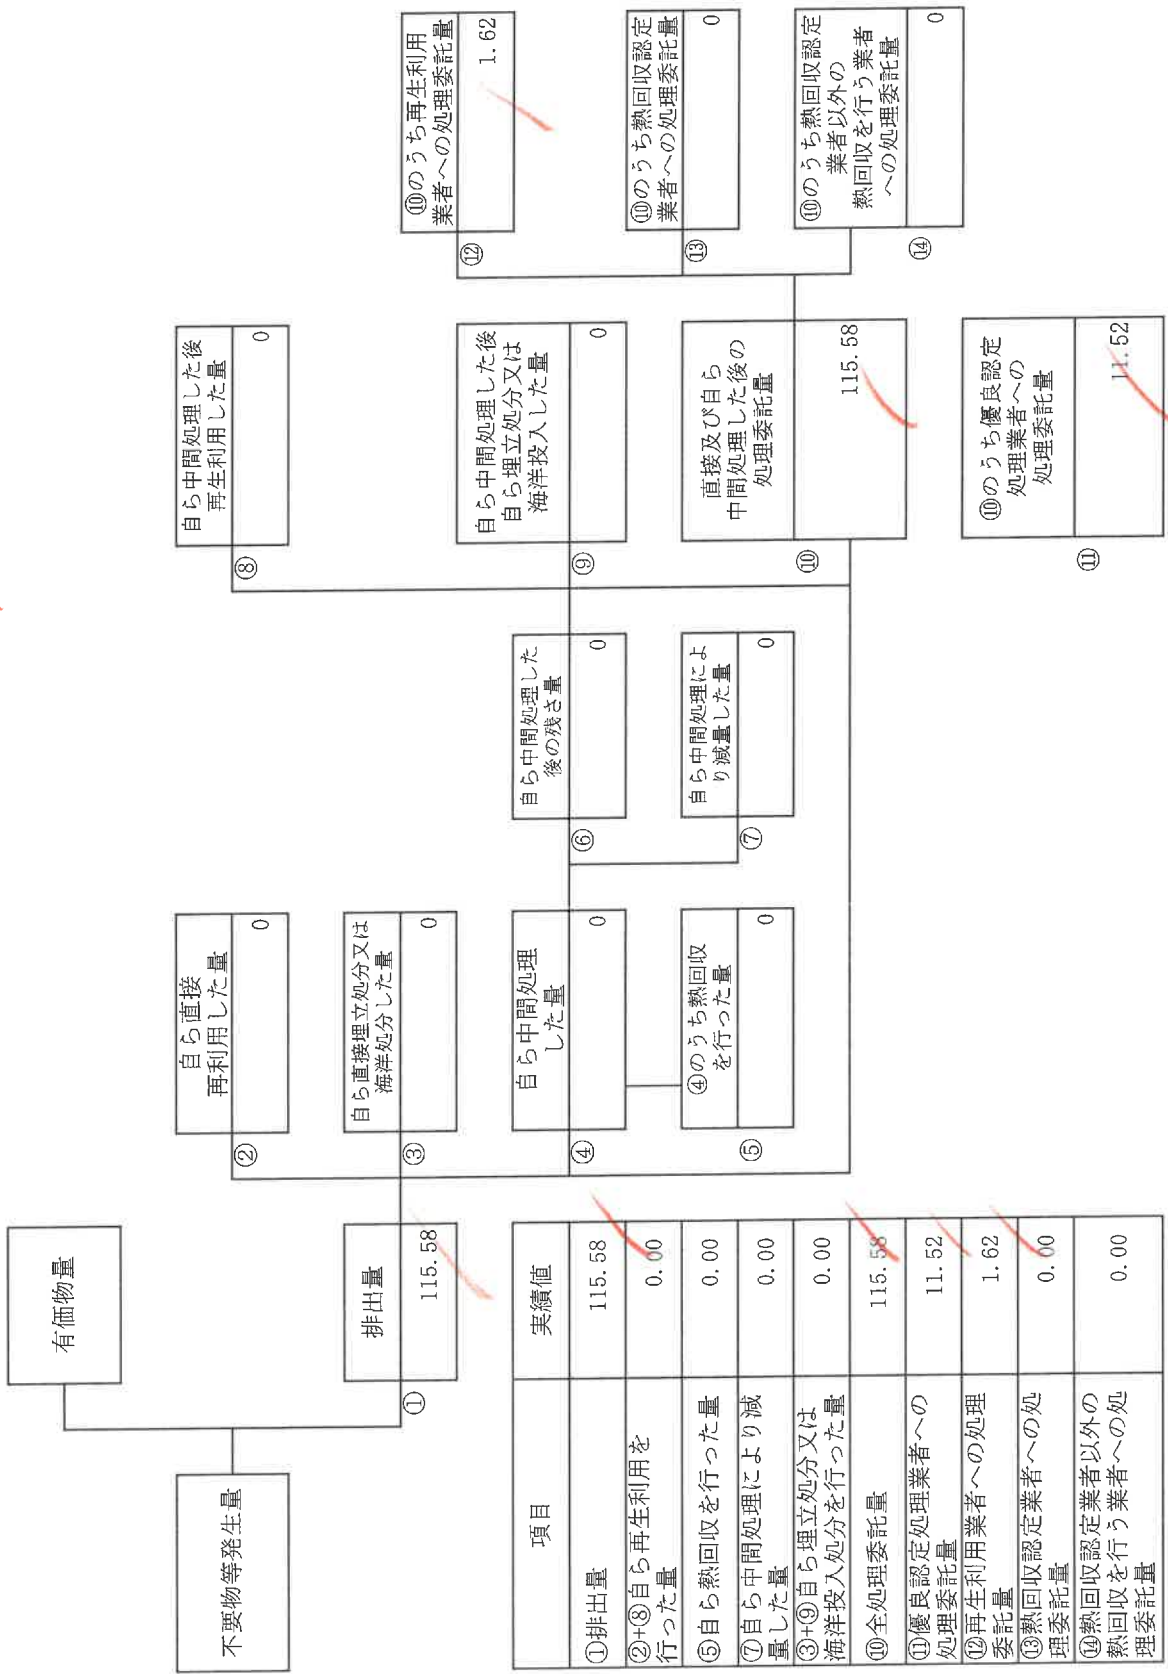 不要物等発生量
有価物量
排出量
①
115.58
自ら直接
再利用した量
②
0
自ら直接埋立処分又は
海洋処分した量
③
0
自ら中間処理
した量
④
0
④のうち熱回収
を行った量
⑤
0
自ら中間処理した
後の残さ量
⑥
0
自ら中間処理によ
り減量した量
⑦
0
自ら中間処理した後
再生利用した量
⑧
0
自ら中間処理した後
自ら埋立処分又は
海洋投入した量
⑨
0
直接及び自ら
中間処理した後の
処理委託量
⑩
115.58
⑩のうち優良認定
処理業者への
処理委託量
⑪
11.52
⑩のうち再生利用
業者への処理委託量
⑫
1.62
⑩のうち熱回収認定
業者への処理委託量
⑬
0
⑩のうち熱回収認定
業者以外の
熱回収を行う業者
への処理委託量
⑭
0
項目 実績値
①排出量 115.58
②+⑧自ら再生利用を
行った量 0.00
⑤自ら熱回収を行った量 0.00
⑦自ら中間処理により減
量した量 0.00
③+⑨自ら埋立処分又は
海洋投入処分を行った量 0.00
⑩全処理委託量 115.58
⑪優良認定処理業者への
処理委託量 11.52
⑫再生利用業者への処理
委託量 1.62
⑬熱回収認定業者への処
理委託量 0.00
⑭熱回収認定業者以外の
熱回収を行う業者への処
理委託量 0.00